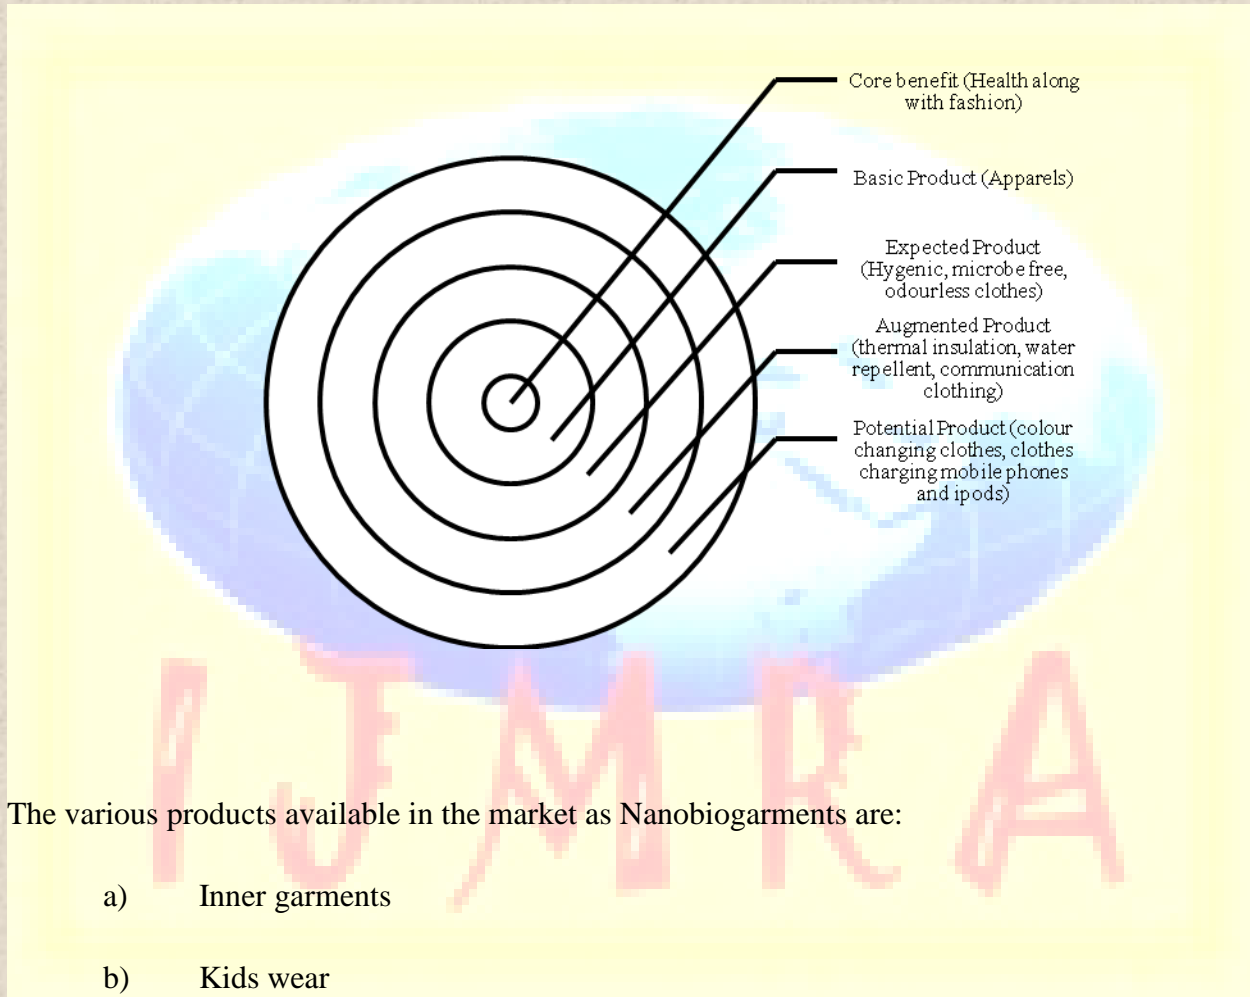 Core benefit (Health along
with fashion)
Basic Product (Apparels)
Expected Product
(Hygenic, microbe free,
odourless clothes)
Augmented Product
(thermal insulation, water
repellent, communication
clothing)
Potential Product (colour
changing clothes, clothes
charging mobile phones
and ipods)
IJMRA
The various products available in the market as Nanobiogarments are:
a) Inner garments
b) Kids wear